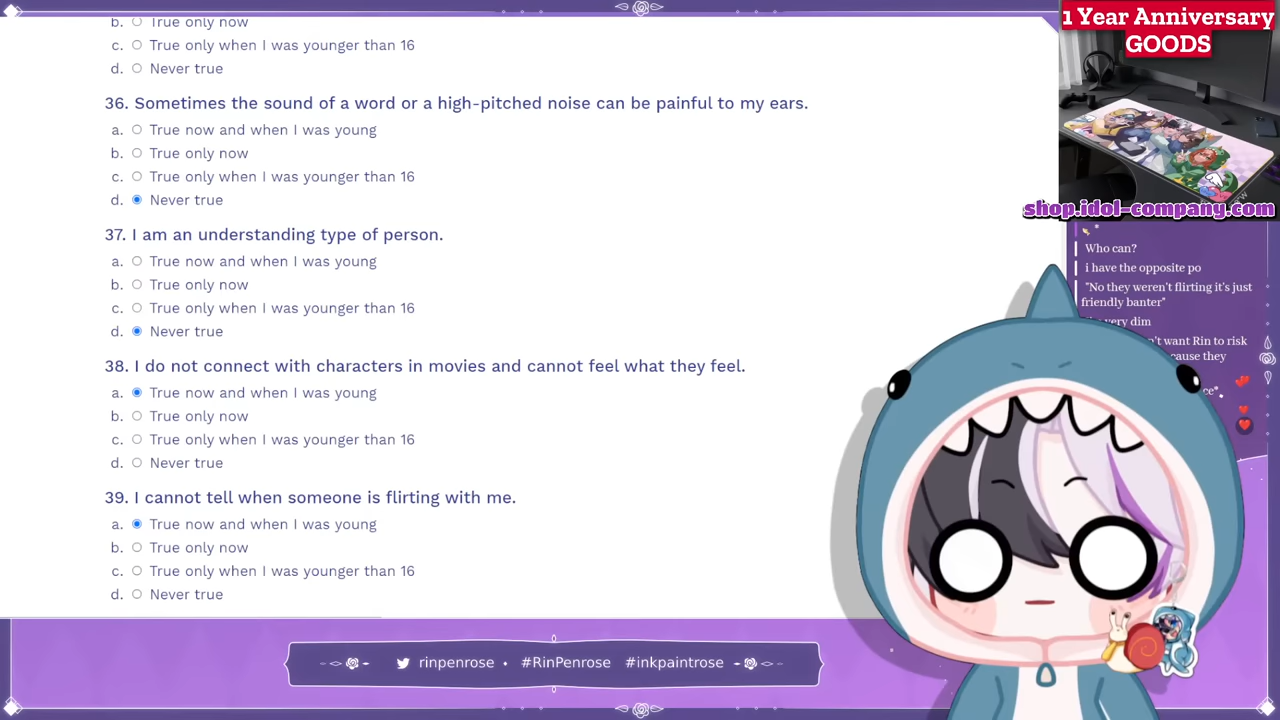 b. True only now
c. True only when I was younger than 16
d. Never true
36. Sometimes the sound of a word or a high-pitched noise can be painful to my ears.
a. True now and when I was young
b. True only now
c. True only when I was younger than 16
d. Never true
37. I am an understanding type of person.
a. True now and when I was young
b. True only now
c. True only when I was younger than 16
d. Never true
38. I do not connect with characters in movies and cannot feel what they feel.
a. True now and when I was young
b. True only now
c. True only when I was younger than 16
d. Never true
39. I cannot tell when someone is flirting with me.
a. True now and when I was young
b. True only now
c. True only when I was younger than 16
d. Never true
1 Year Anniversary
GOODS
shop.idol-company.com
Who can?
i have the opposite po
"No they weren't flirting it's just
friendly banter"
very dim
want Rin to risk
they
rinpenrose • #RinPenrose #inkpaintrose